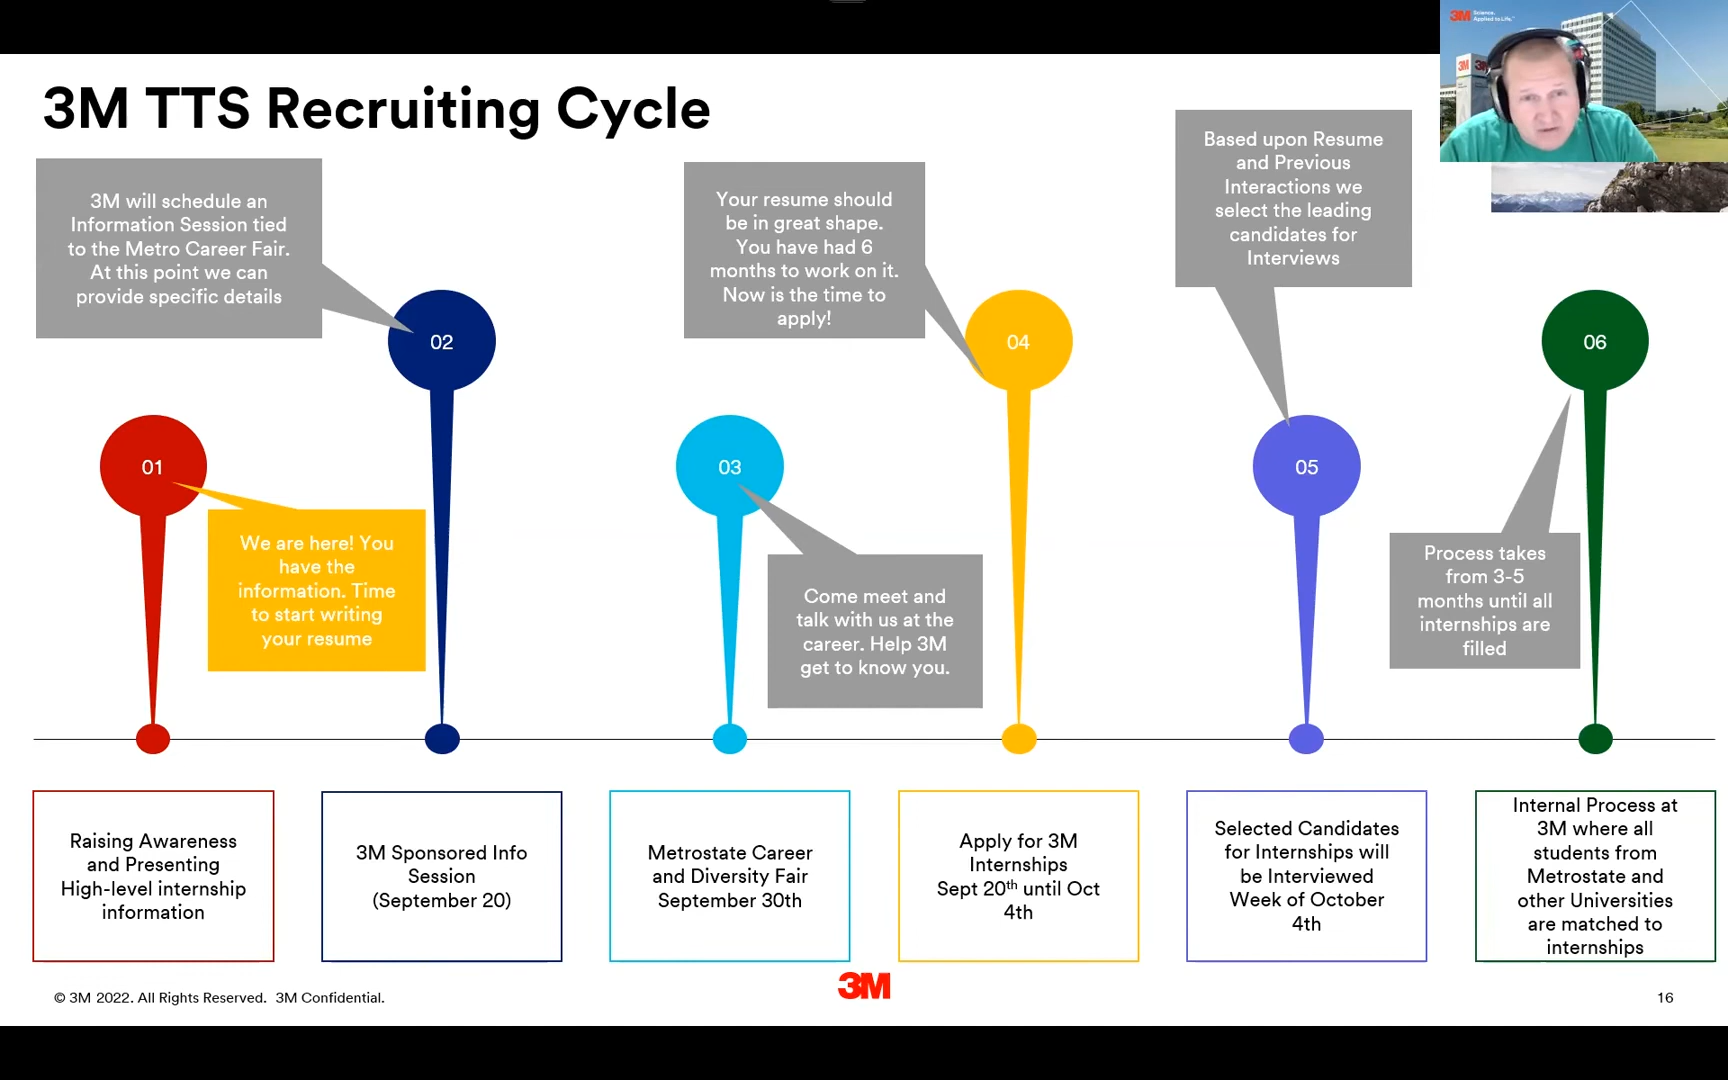 3M TTS Recruiting Cycle
3M Science.
Applied to Life.™
3M 3M
3M will schedule an
Information Session tied
to the Metro Career Fair.
At this point we can
provide specific details
Your resume should
be in great shape.
You have had 6
months to work on it.
Now is the time to
apply!
Based upon Resume
and Previous
Interactions we
select the leading
candidates for
Interviews
02
04
06
01
03
05
We are here! You
have the
information. Time
to start writing
your resume
Come meet and
talk with us at the
career. Help 3M
get to know you.
Process takes
from 3-5
months until all
internships are
filled
Raising Awareness
and Presenting
High-level internship
information
3M Sponsored Info
Session
(September 20)
Metrostate Career
and Diversity Fair
September 30th
Apply for 3M
Internships
Sept 20th until Oct
4th
Selected Candidates
for Internships will
be Interviewed
Week of October
4th
Internal Process at
3M where all
students from
Metrostate and
other Universities
are matched to
internships
© 3M 2022. All Rights Reserved. 3M Confidential.
3M
16